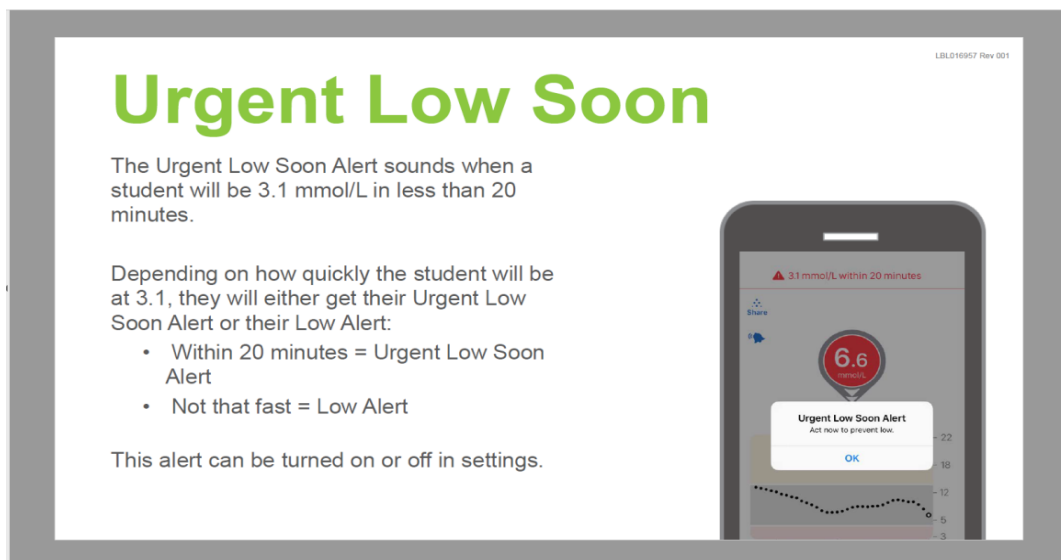 LBL016957 Rev 001
Urgent Low Soon
The Urgent Low Soon Alert sounds when a
student will be 3.1 mmol/L in less than 20
minutes.
Depending on how quickly the student will be
at 3.1, they will either get their Urgent Low
Soon Alert or their Low Alert:
• Within 20 minutes = Urgent Low Soon
Alert
• Not that fast = Low Alert
This alert can be turned on or off in settings.
3.1 mmol/L within 20 minutes
Share
6.6
mmol/L
Urgent Low Soon Alert
Act now to prevent low.
OK
22
18
12
6
3